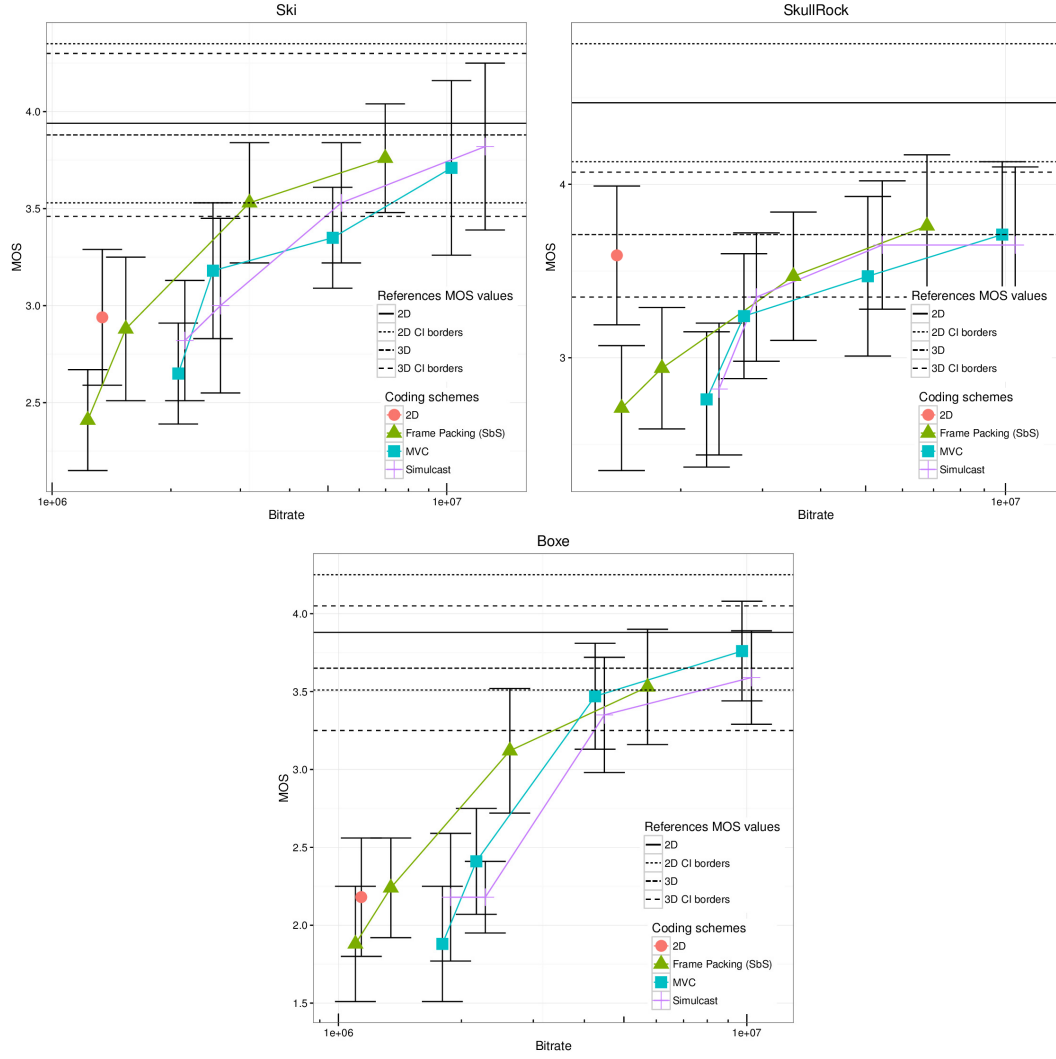 Ski
MOS
4.0
3.5
3.0
2.5
1e+06
1e+07
Bitrate
References MOS values
2D
2D CI borders
3D
3D CI borders
Coding schemes
2D
Frame Packing (SbS)
MVC
Simulcast
SkullRock
MOS
4
3
1e+07
Bitrate
References MOS values
2D
2D CI borders
3D
3D CI borders
Coding schemes
2D
Frame Packing (SbS)
MVC
Simulcast
Boxe
MOS
4.0
3.5
3.0
2.5
2.0
1.5
1e+06
1e+07
Bitrate
References MOS values
2D
2D CI borders
3D
3D CI borders
Coding schemes
2D
Frame Packing (SbS)
MVC
Simulcast